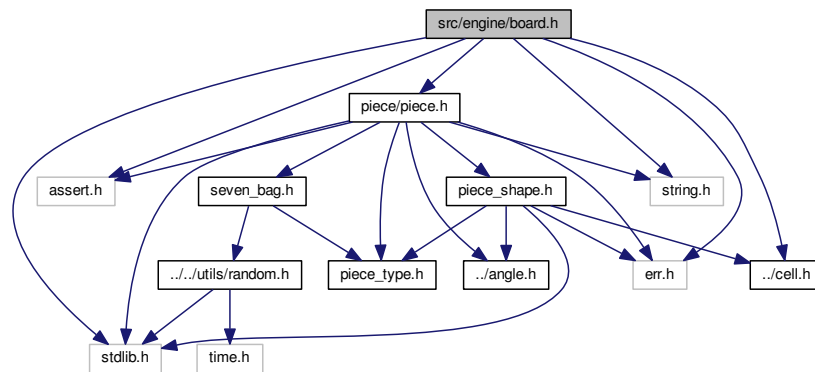 src/engine/board.h
piece/piece.h
assert.h
seven_bag.h
piece_shape.h
string.h
../../utils/random.h
piece_type.h
../angle.h
err.h
../cell.h
stdlib.h
time.h